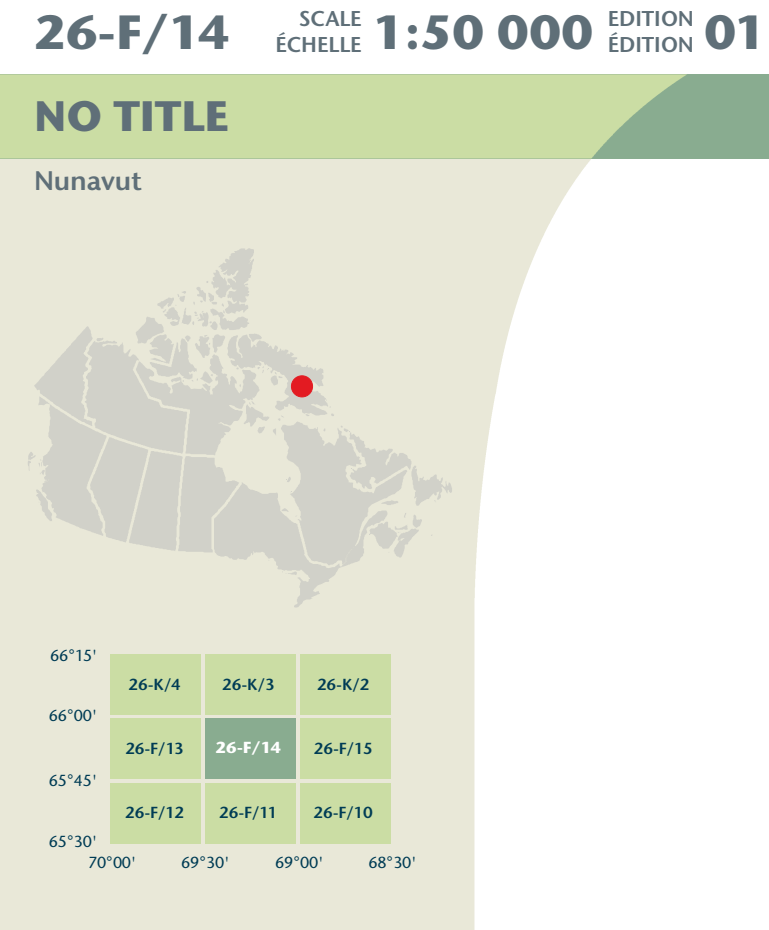 26-F/14 SCALE ÉCHELLE 1:50 000 EDITION ÉDITION 01
NO TITLE
Nunavut
66°15'
26-K/4 26-K/3 26-K/2
66°00'
26-F/13 26-F/14 26-F/15
65°45'
26-F/12 26-F/11 26-F/10
65°30'
70°00' 69°30' 69°00' 68°30'